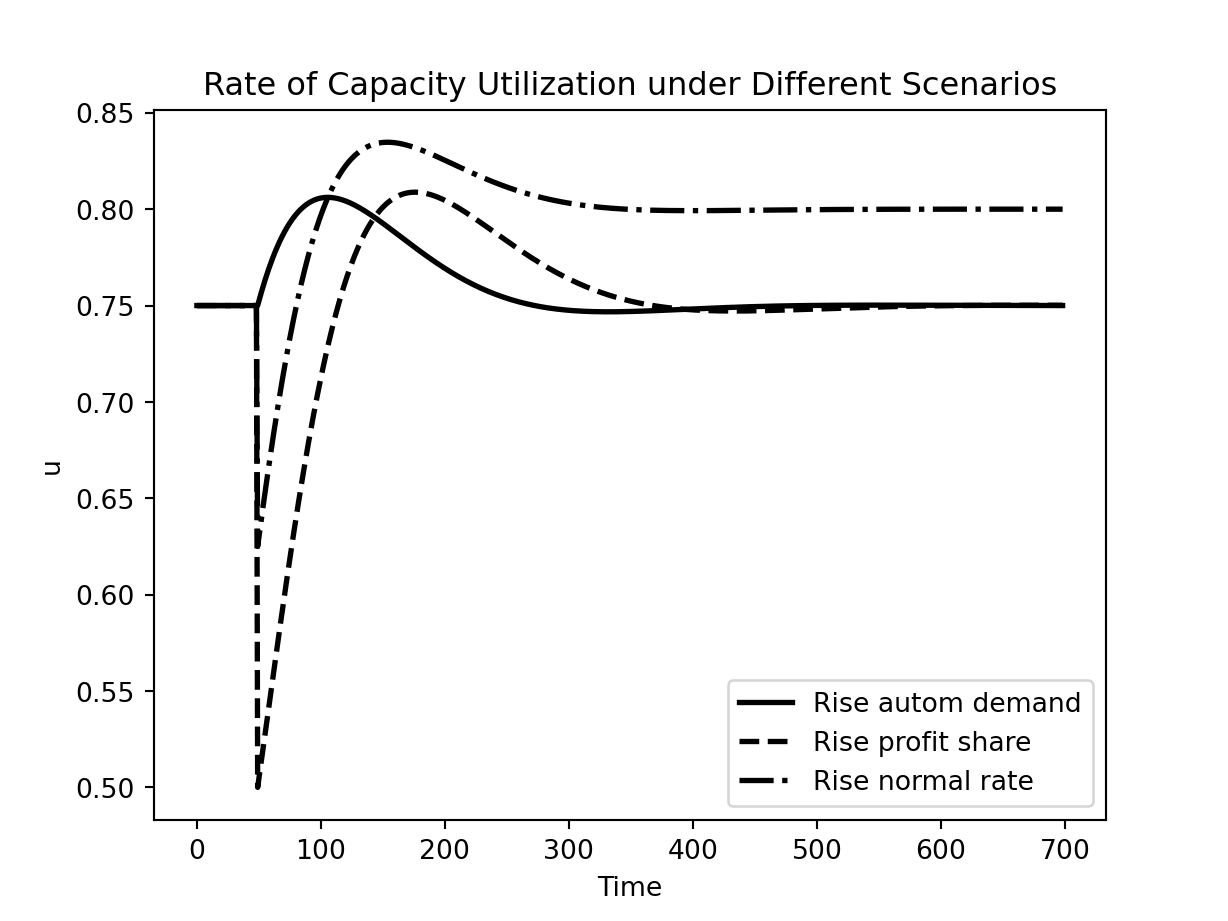 Rate of Capacity Utilization under Different Scenarios
0.85
0.80
0.75
0.70
0.65
0.60
0.55
0.50
u
Rise autom demand
Rise profit share
Rise normal rate
0 100 200 300 400 500 600 700
Time